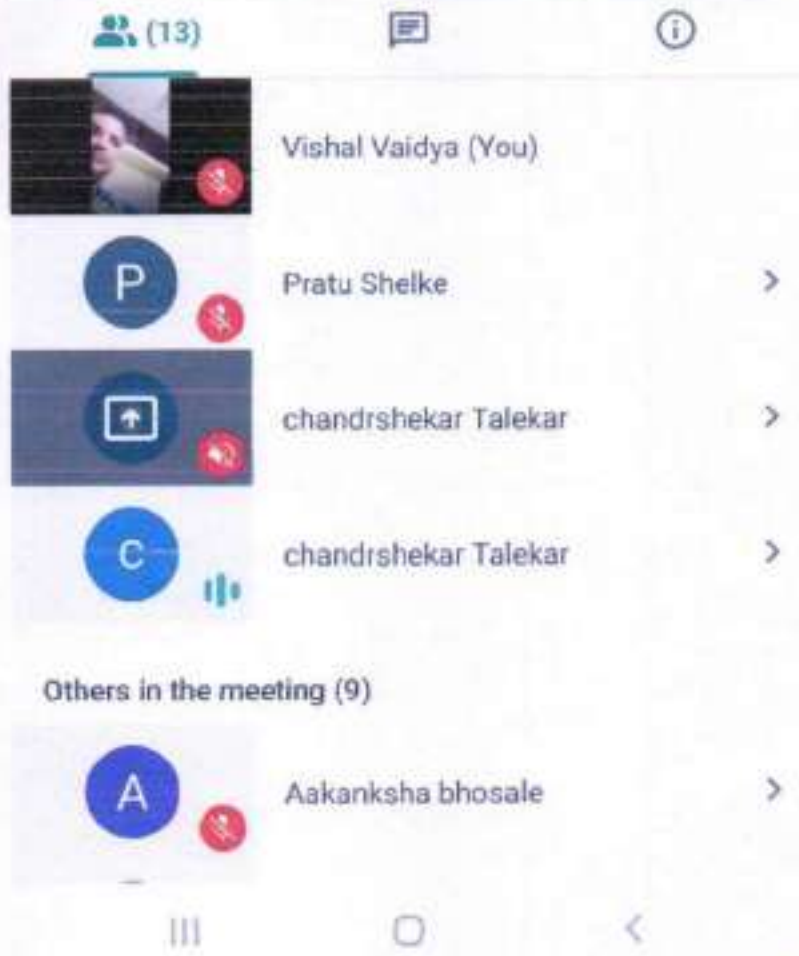 (13)
Vishal Vaidya (You)
P
Pratu Shelke
chandrshekar Talekar
C
chandrshekar Talekar
Others in the meeting (9)
A
Aakanksha bhosale